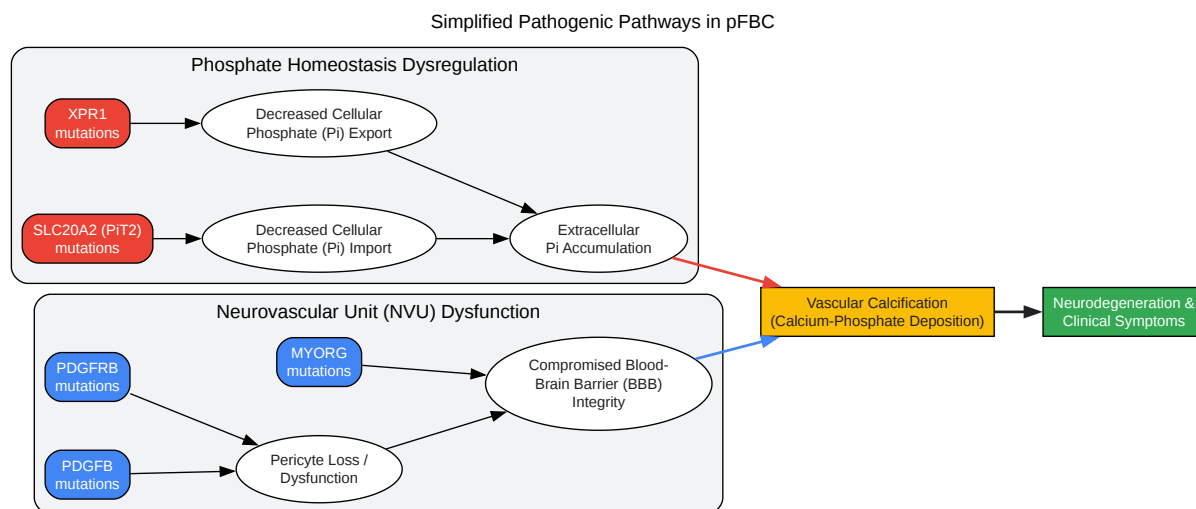 Simplified Pathogenic Pathways in pFBC
Phosphate Homeostasis Dysregulation
XPR1
mutations
Decreased Cellular
Phosphate (Pi) Export
SLC20A2 (PiT2)
mutations
Decreased Cellular
Phosphate (Pi) Import
Extracellular
Pi Accumulation
Vascular Calcification
(Calcium-Phosphate Deposition)
Neurodegeneration &
Clinical Symptoms
Neurovascular Unit (NVU) Dysfunction
PDGFRB
mutations
MYORG
mutations
Compromised Blood-
Brain Barrier (BBB)
Integrity
PDGFB
mutations
Pericyte Loss /
Dysfunction